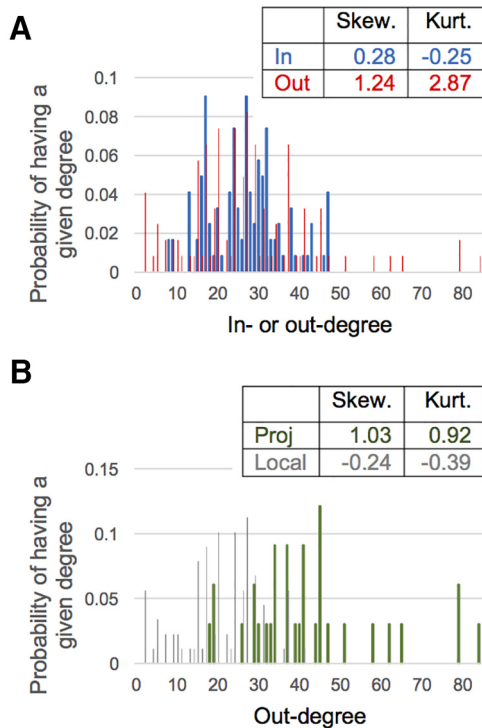 A
Skew. Kurt.
In 0.28 -0.25
Out 1.24 2.87
Probability of having a
given degree
0.1
0.08
0.06
0.04
0.02
0
0 10 20 30 40 50 60 70 80
In- or out-degree
B
Skew. Kurt.
Proj 1.03 0.92
Local -0.24 -0.39
Probability of having a
given degree
0.15
0.1
0.05
0
0 10 20 30 40 50 60 70 80
Out-degree